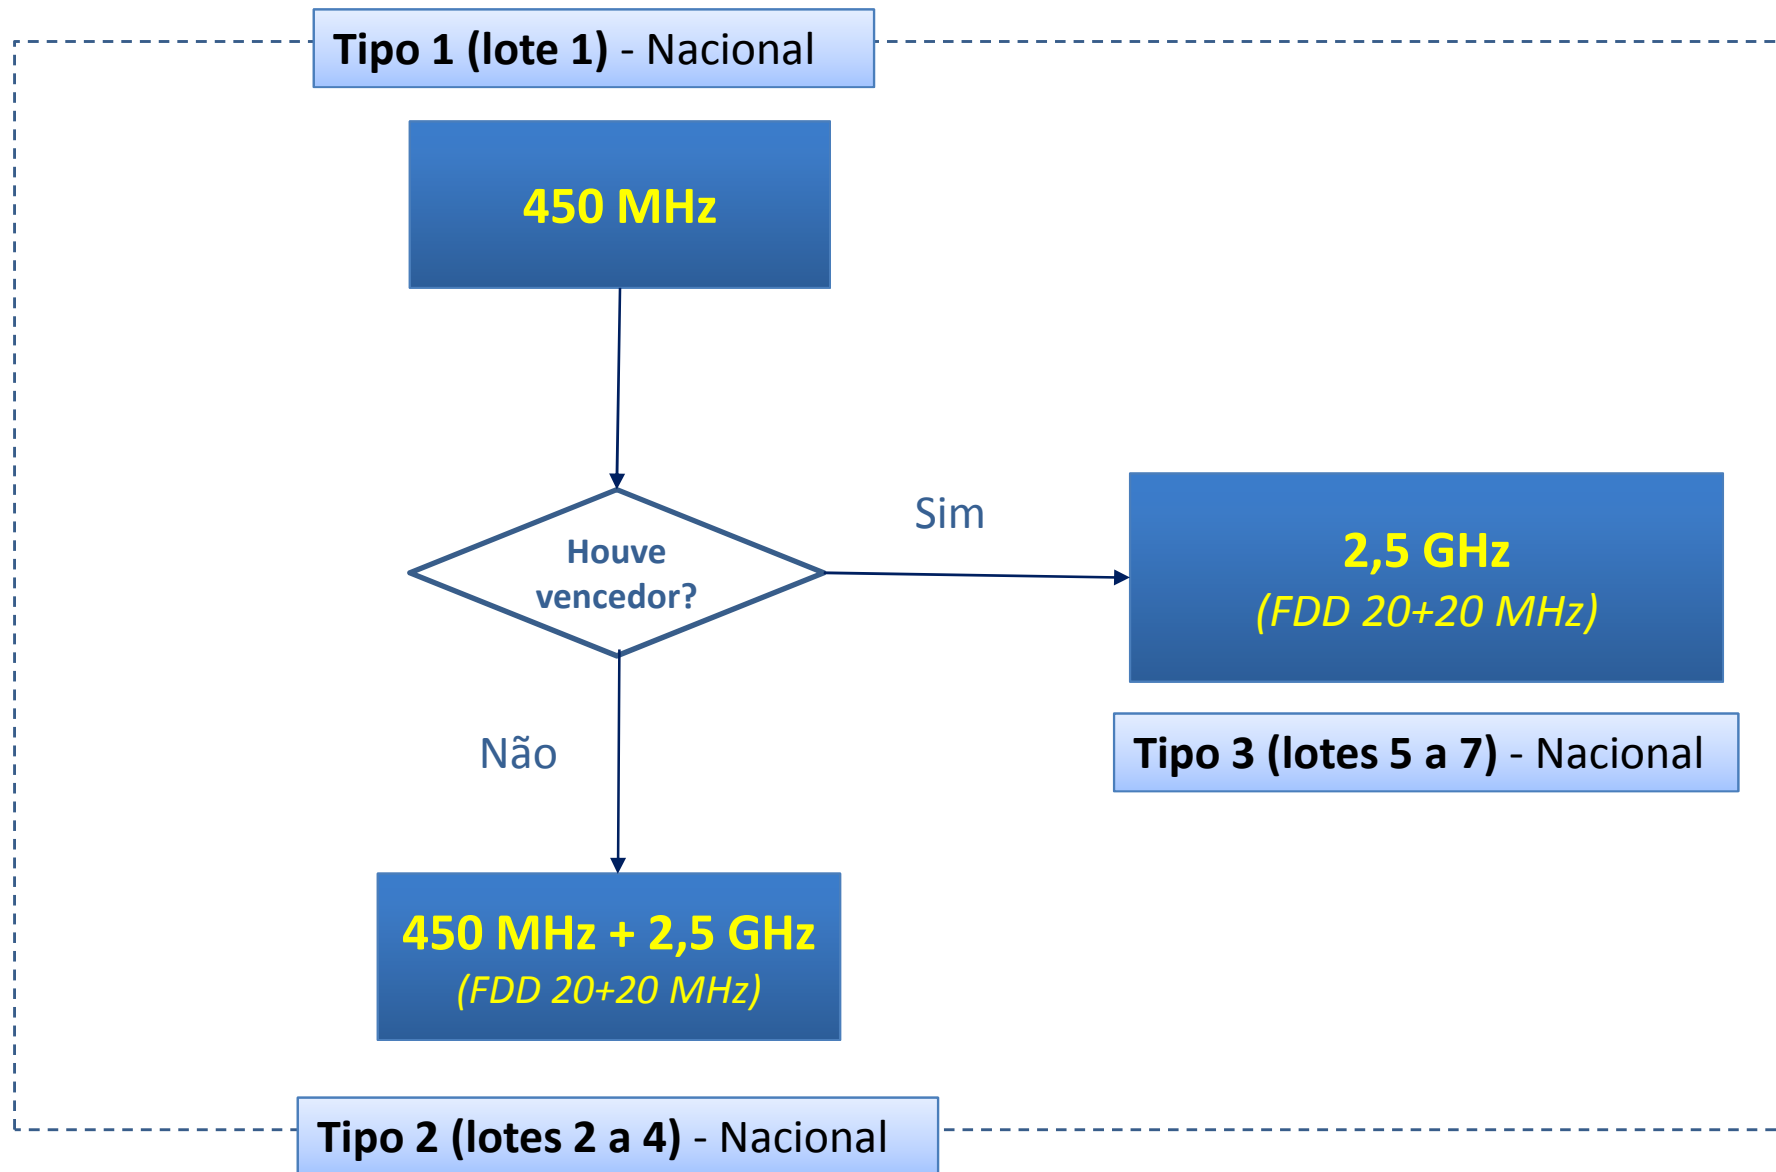 Tipo 1 (lote 1) - Nacional
450 MHz
Houve
vencedor?
Sim
2,5 GHz
(FDD 20+20 MHz)
Tipo 3 (lotes 5 a 7) - Nacional
Não
450 MHz + 2,5 GHz
(FDD 20+20 MHz)
Tipo 2 (lotes 2 a 4) - Nacional